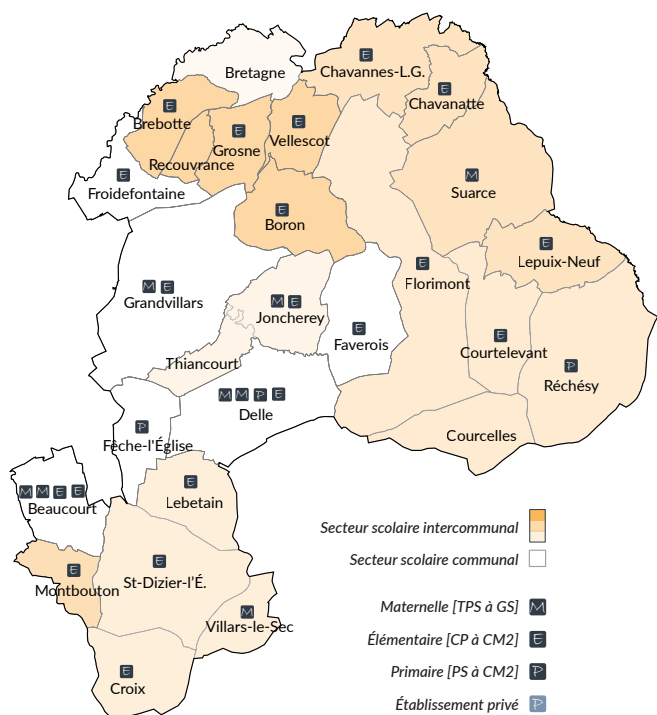 E
Chavannes-L.G.
Bretagne
E
Chavanatte
E
Brebotte
E
Grosne
E
Vellescot
Recouvrance
E
Froidefontaine
M
Suarce
E
Boron
E
Lepuix-Neuf
E
Florimont
M E
Grandvillars
M E
Joncherey
E
Faverois
E
Courtelevant
Thiancourt
P
Réchésy
M M P E
Delle
P
Fêche-l'Église
Courcelles
M M E E
Beaucourt
E
Lebetain
Secteur scolaire intercommunal
Secteur scolaire communal
E
Montbouton
E
St-Dizier-l'É.
M
Villars-le-Sec
E
Croix
Maternelle [TPS à GS] M
Élémentaire [CP à CM2] E
Primaire [PS à CM2] P
Établissement privé P